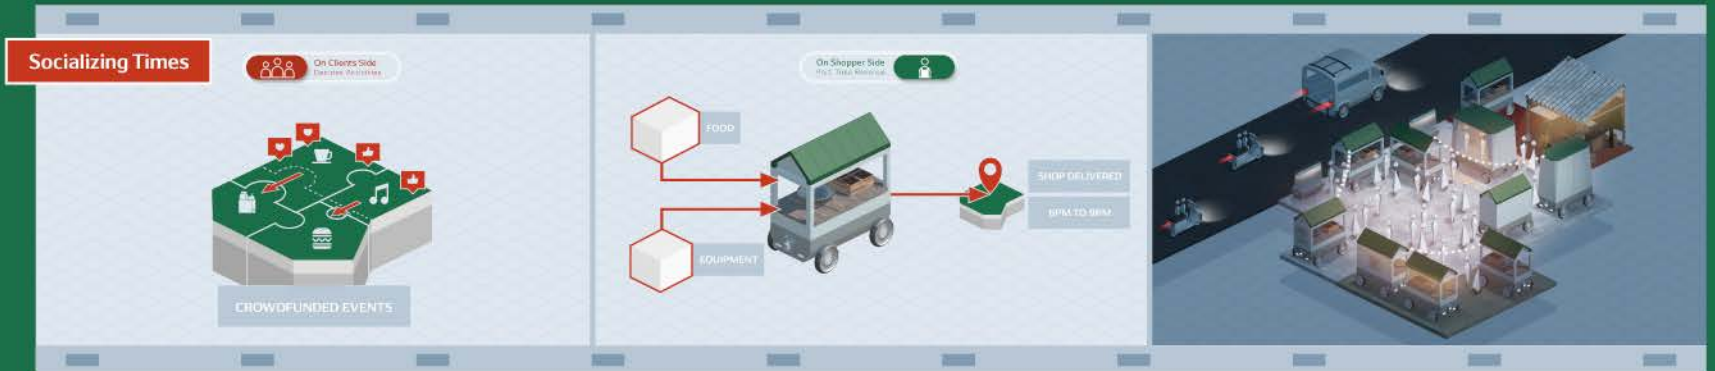 Socializing Times
On Clients Side
On Shopper Side
FOOD
EQUIPMENT
SHOP DELIVERED
6PM TO 9PM
CROWDFUNDED EVENTS